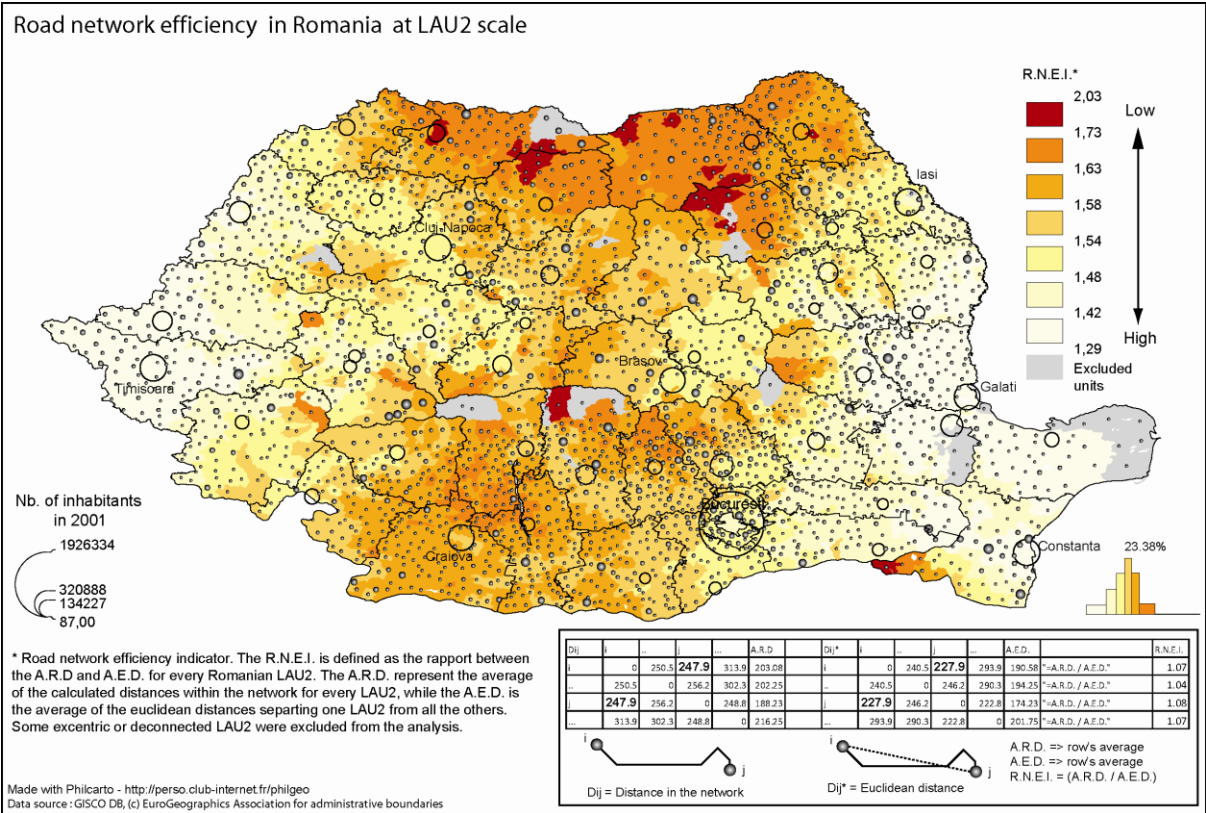 Road network efficiency in Romania at LAU2 scale
R.N.E.I.*
2,03
Low
1,73
1,63
1,58
1,54
1,48
1,42
High
1,29
Excluded
units
Iasi
Cluj-Napoca
Brasov
Timisoara
Galati
Bucuresti
Craiova
Constanta
Nb. of inhabitants
in 2001
1926334
320888
134227
87,00
23.38%
* Road network efficiency indicator. The R.N.E.I. is defined as the rapport between
the A.R.D and A.E.D. for every Romanian LAU2. The A.R.D. represent the average
of the calculated distances within the network for every LAU2, while the A.E.D. is
the average of the euclidean distances separting one LAU2 from all the others.
Some excentric or deconnected LAU2 were excluded from the analysis.
Made with Philcarto - http://perso.club-internet.fr/philgeo
Data source : GISCO DB, (c) EuroGeographics Association for administrative boundaries
Dij i .. j ... A.R.D Dij* i .. j ... A.E.D. R.N.E.I.
i 0 250.5 247.9 313.9 203.08 i 0 240.5 227.9 293.9 190.58 "=A.R.D. / A.E.D." 1.07
.. 250.5 0 256.2 302.3 202.25 .. 240.5 0 246.2 290.3 194.25 "=A.R.D. / A.E.D." 1.04
j 247.9 256.2 0 248.8 188.23 j 227.9 246.2 0 222.8 174.23 "=A.R.D. / A.E.D." 1.08
... 313.9 302.3 248.8 0 216.25 ... 293.9 290.3 222.8 0 201.75 "=A.R.D. / A.E.D." 1.07
i
j
Dij = Distance in the network
i
j
Dij* = Euclidean distance
A.R.D. => row's average
A.E.D. => row's average
R.N.E.I. = (A.R.D. / A.E.D.)